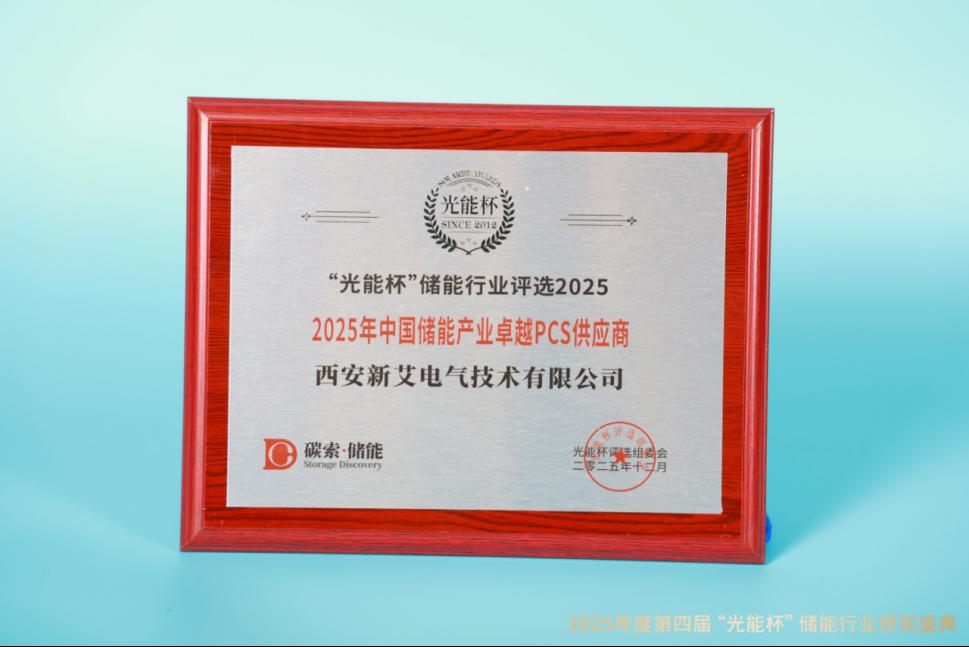 SOLARBE AWARDS
光能杯
SINCE 2012
“光能杯”储能行业评选2025
2025年中国储能产业卓越PCS供应商
西安新艾电气技术有限公司
碳索·储能
Storage Discovery
光能杯评选组委会
二零二五年十二月
2025年度第四届“光能杯”储能行业颁奖盛典